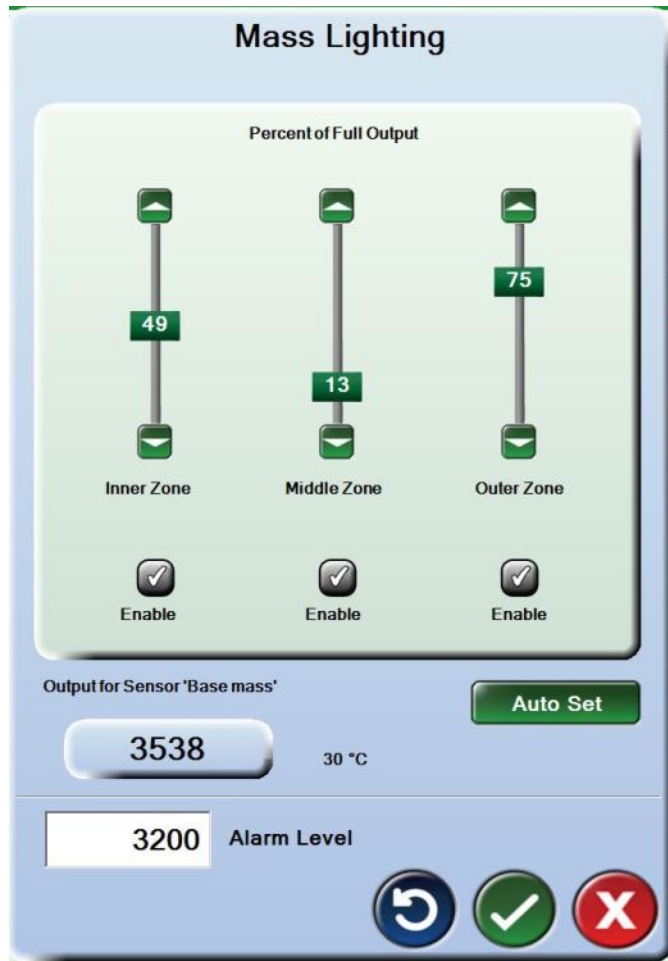 Mass Lighting
Percent of Full Output
49
13
75
Inner Zone Middle Zone Outer Zone
Enable Enable Enable
Output for Sensor 'Base mass'
Auto Set
3538 30 °C
3200 Alarm Level